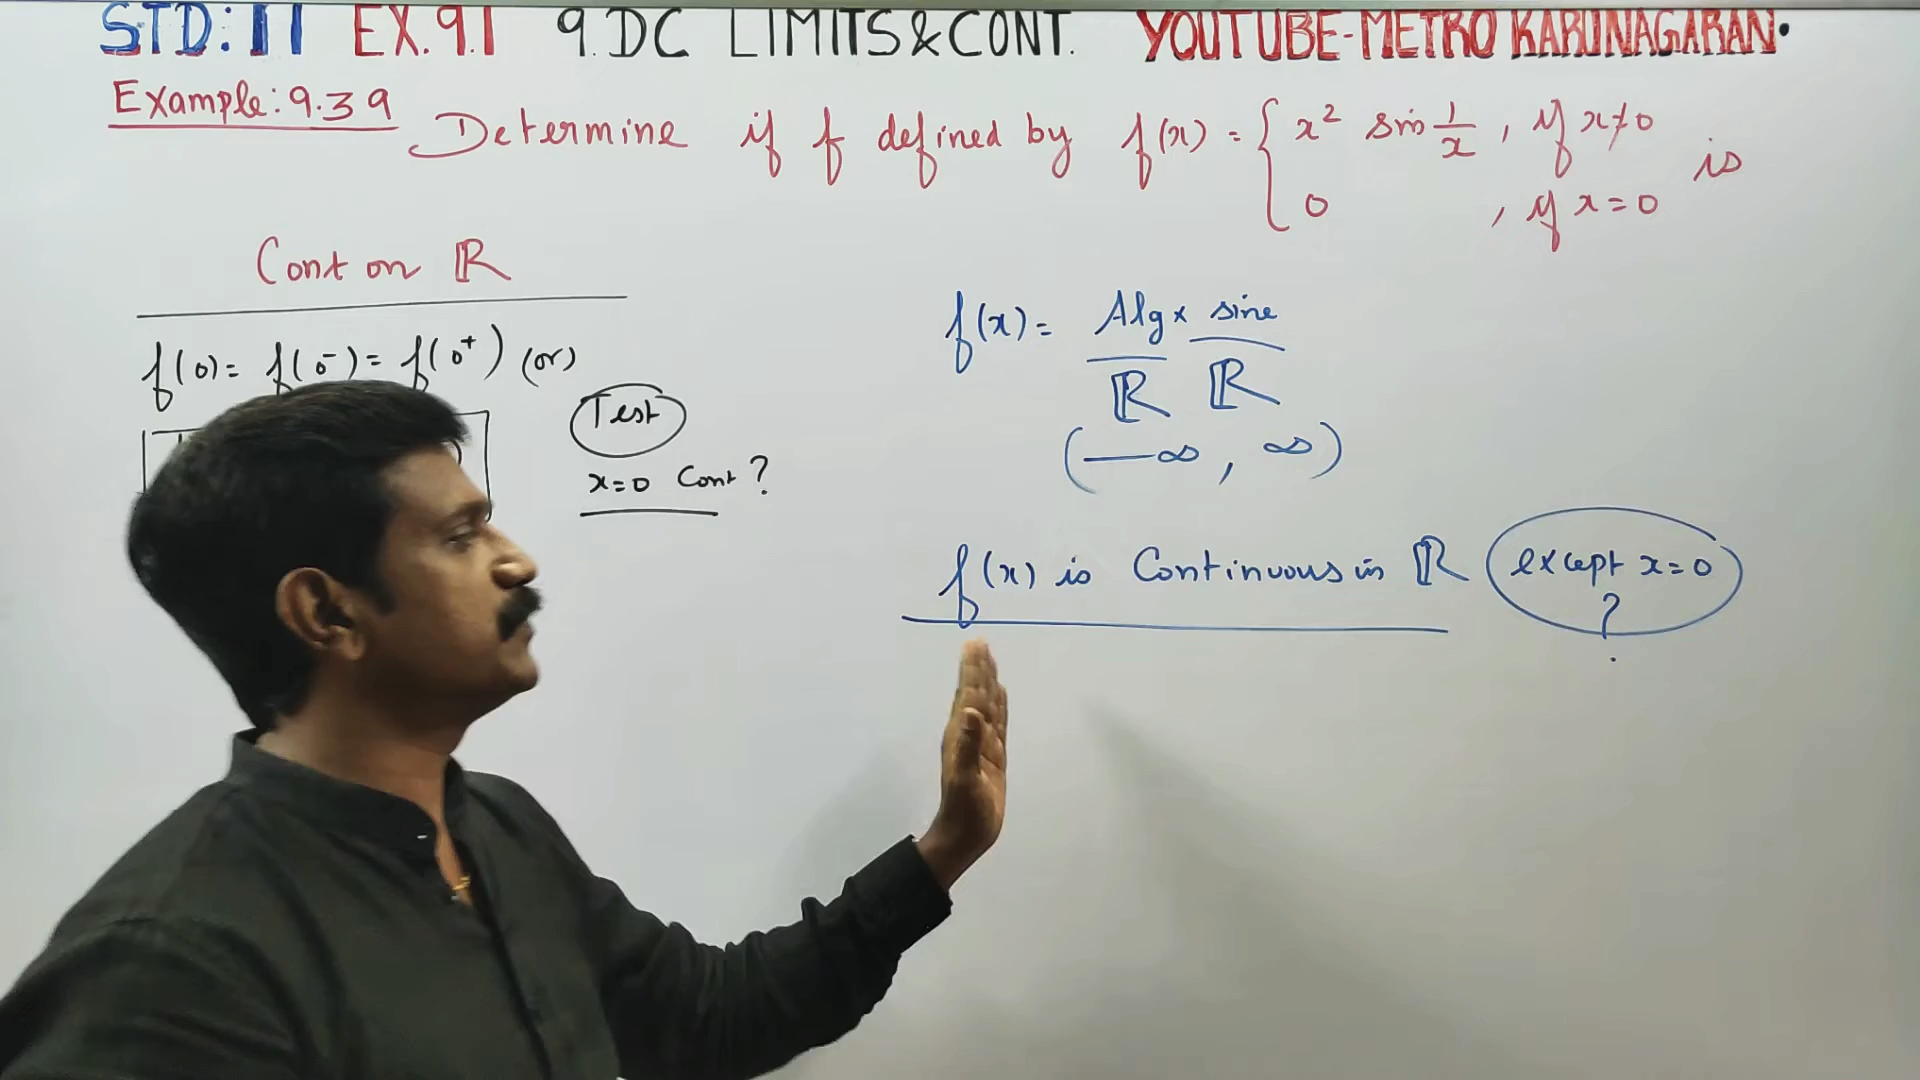 STD: 11 EX.9.1 9.DC LIMITS & CONT. YOUTUBE-METRO KARUNAGARAN.
Example: 9.39
Determine if f defined by f(x) = { x² sin 1/x , if x≠0
0 , if x=0
is
Cont on ℝ
f(0) = f(0⁻) = f(0⁺) (or)
Test
x=0 Cont ?
f(x) = Alg × sine
ℝ ℝ
(-∞, ∞)
f(x) is Continuous in ℝ except x=0
?